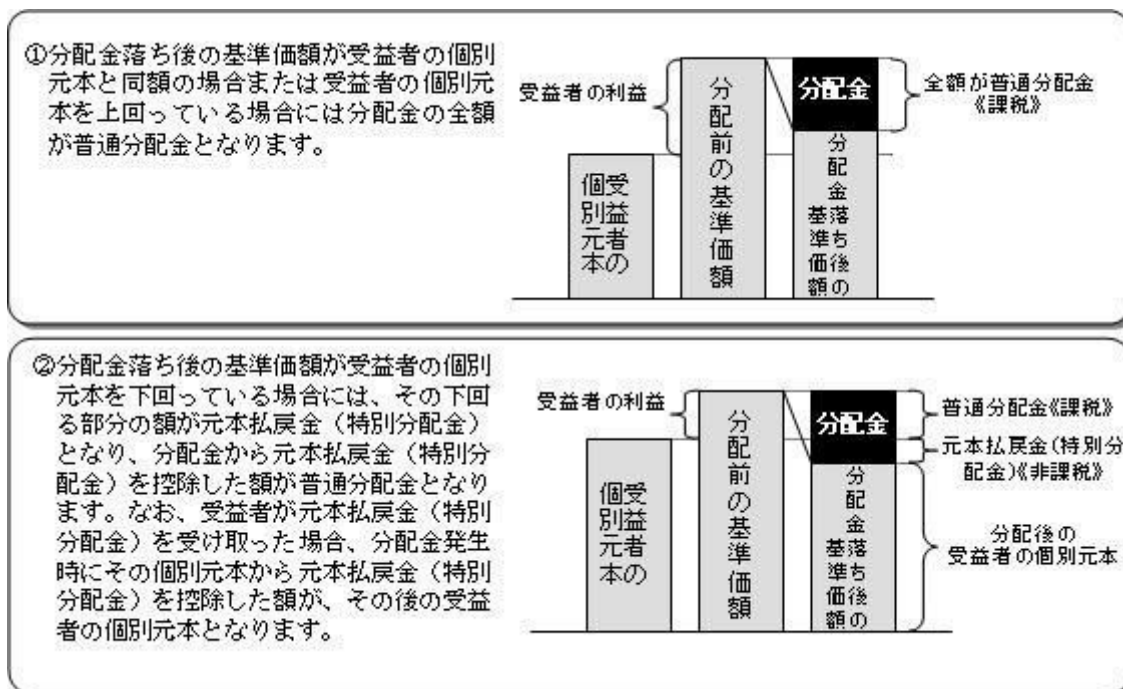 ①分配金落ち後の基準価額が受益者の個別
元本と同額の場合または受益者の個別元
本を上回っている場合には分配金の全額
が普通分配金となります。
受益者の利益
受益者の
個別元本
分配前の基準価額
分配金
分配金落ち後の
基準価額
全額が普通分配金
《課税》
②分配金落ち後の基準価額が受益者の個別
元本を下回っている場合には、その下回
る部分の額が元本払戻金（特別分配金）
となり、分配金から元本払戻金（特別分
配金）を控除した額が普通分配金となり
ます。なお、受益者が元本払戻金（特別
分配金）を受け取った場合、分配金発生
時にその個別元本から元本払戻金（特別
分配金）を控除した額が、その後の受益
者の個別元本となります。
受益者の利益
受益者の
個別元本
分配前の基準価額
分配金
分配金落ち後の
基準価額
普通分配金《課税》
元本払戻金(特別分
配金)《非課税》
分配後の
受益者の個別元本